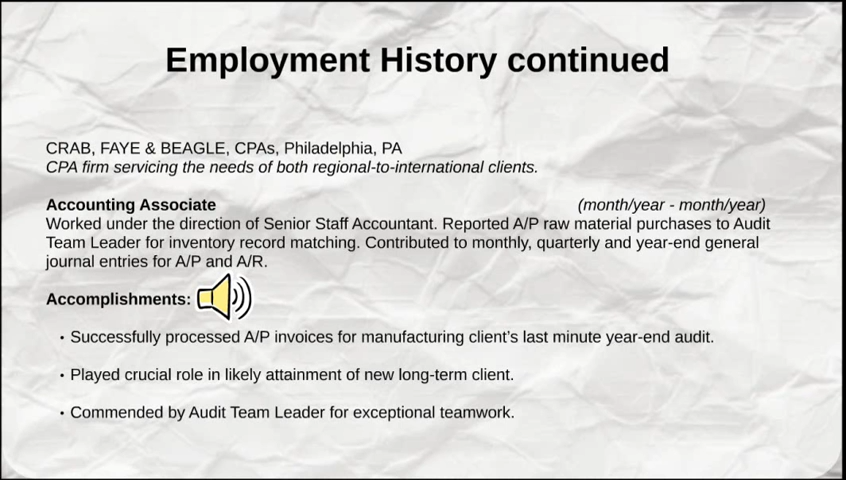 Employment History continued
CRAB, FAYE & BEAGLE, CPAs, Philadelphia, PA
CPA firm servicing the needs of both regional-to-international clients.
Accounting Associate (month/year - month/year)
Worked under the direction of Senior Staff Accountant. Reported A/P raw material purchases to Audit
Team Leader for inventory record matching. Contributed to monthly, quarterly and year-end general
journal entries for A/P and A/R.
Accomplishments:
• Successfully processed A/P invoices for manufacturing client’s last minute year-end audit.
• Played crucial role in likely attainment of new long-term client.
• Commended by Audit Team Leader for exceptional teamwork.